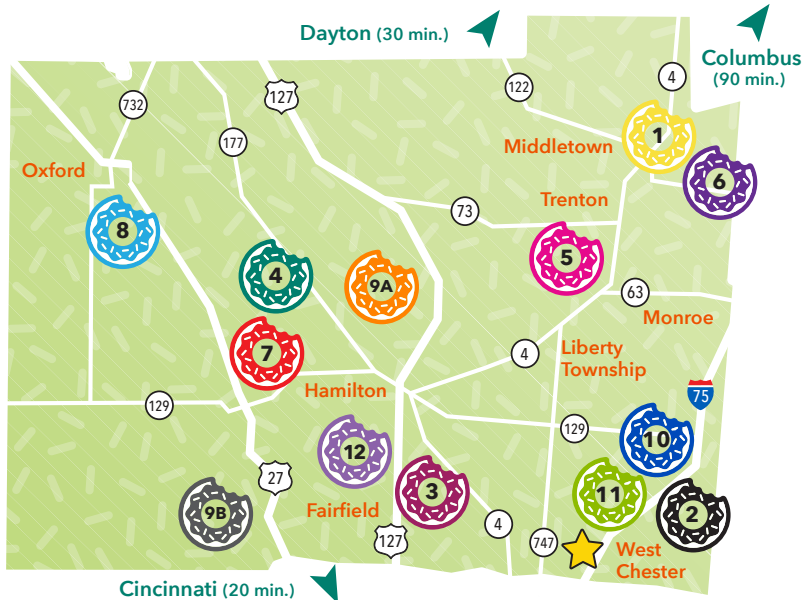 Dayton (30 min.)
Columbus
(90 min.)
127
4
122
732
1
Middletown
177
Oxford
6
Trenton
73
8
5
4
9A
63
Monroe
7
4
Liberty
Township
Hamilton
75
129
129
10
12
27
3
11
9B
Fairfield
2
4
127
747
West
Chester
Cincinnati (20 min.)